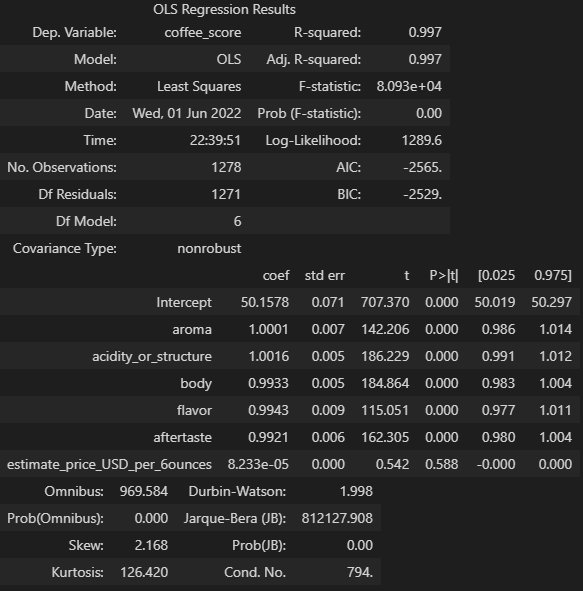 OLS Regression Results
Dep. Variable: coffee_score R-squared: 0.997
Model: OLS Adj. R-squared: 0.997
Method: Least Squares F-statistic: 8.093e+04
Date: Wed, 01 Jun 2022 Prob (F-statistic): 0.00
Time: 22:39:51 Log-Likelihood: 1289.6
No. Observations: 1278 AIC: -2565.
Df Residuals: 1271 BIC: -2529.
Df Model: 6
Covariance Type: nonrobust
coef std err t P>|t| [0.025 0.975]
Intercept 50.1578 0.071 707.370 0.000 50.019 50.297
aroma 1.0001 0.007 142.206 0.000 0.986 1.014
acidity_or_structure 1.0016 0.005 186.229 0.000 0.991 1.012
body 0.9933 0.005 184.864 0.000 0.983 1.004
flavor 0.9943 0.009 115.051 0.000 0.977 1.011
aftertaste 0.9921 0.006 162.305 0.000 0.980 1.004
estimate_price_USD_per_6ounces 8.233e-05 0.000 0.542 0.588 -0.000 0.000
Omnibus: 969.584 Durbin-Watson: 1.998
Prob(Omnibus): 0.000 Jarque-Bera (JB): 812127.908
Skew: 2.168 Prob(JB): 0.00
Kurtosis: 126.420 Cond. No. 794.